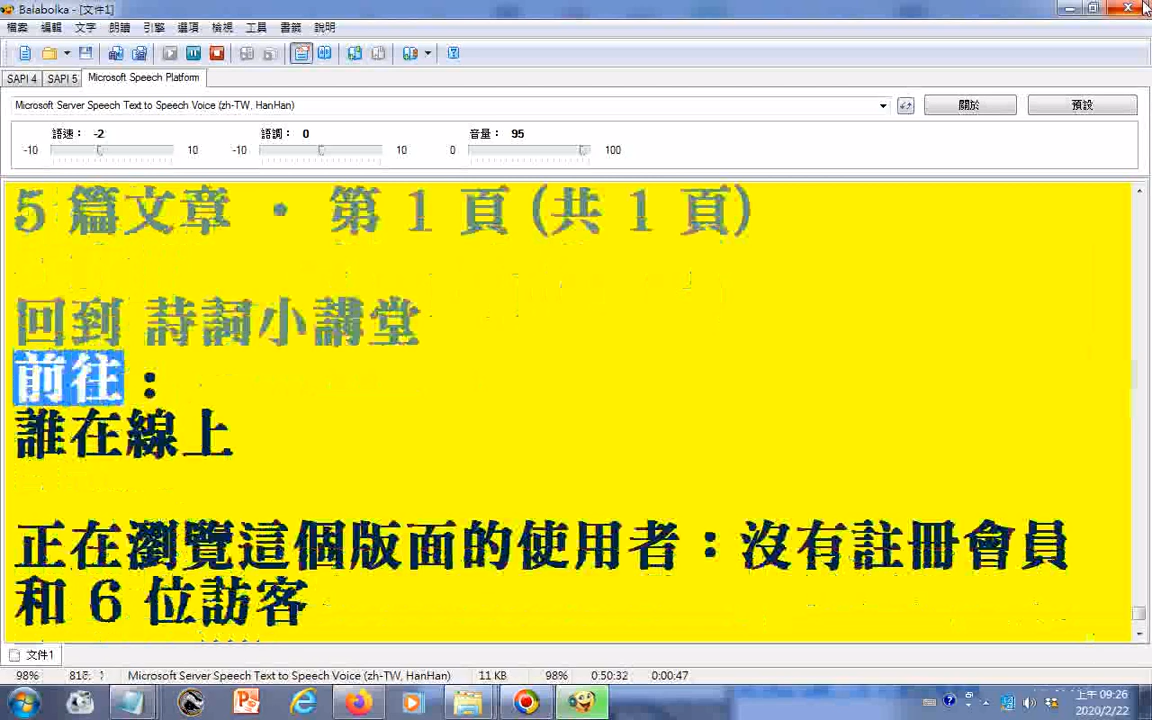 Balabolka - [文件1]
檔案 編輯 文字 朗讀 引擎 選項 檢視 工具 書籤 說明
SAPI 4 SAPI 5 Microsoft Speech Platform
Microsoft Server Speech Text to Speech Voice (zh-TW, HanHan) 關於 預設
語速： -2 語調： 0 音量： 95
-10 10 -10 10 0 100
5 篇文章 • 第 1 頁 (共 1 頁)
回到 詩詞小講堂
前往：
誰在線上
正在瀏覽這個版面的使用者：沒有註冊會員
和 6 位訪客
文件1
98% Microsoft Server Speech Text to Speech Voice (zh-TW, HanHan) 11 KB 98% 0:50:32 0:00:47
上午 09:26
2020/2/22